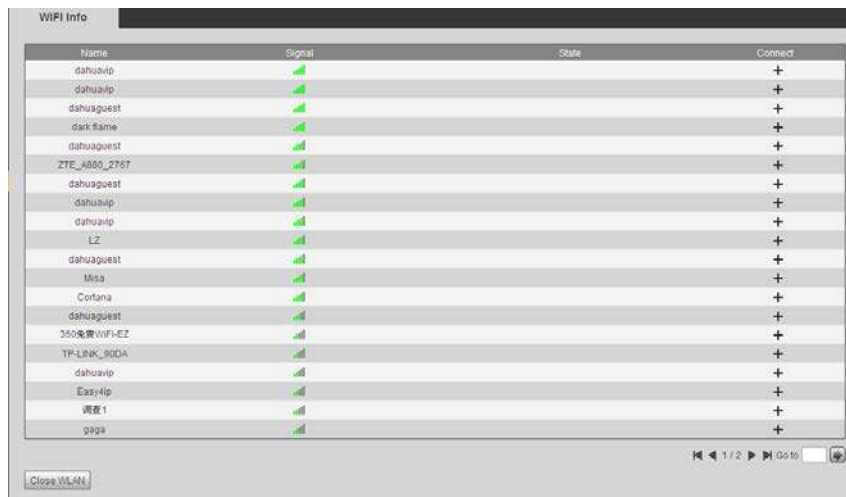 WiFi Info
Name Signal State Connect
dahuavip
dahuavip
dahuaguest
dark flame
dahuaguest
ZTE_A880_2767
dahuaguest
dahuavip
dahuavip
LZ
dahuaguest
Misa
Cortana
dahuaguest
360免费WiFi-EZ
TP-LINK_90DA
dahuavip
Easy4ip
调查1
gaga
1 / 2 Go to
Close WLAN